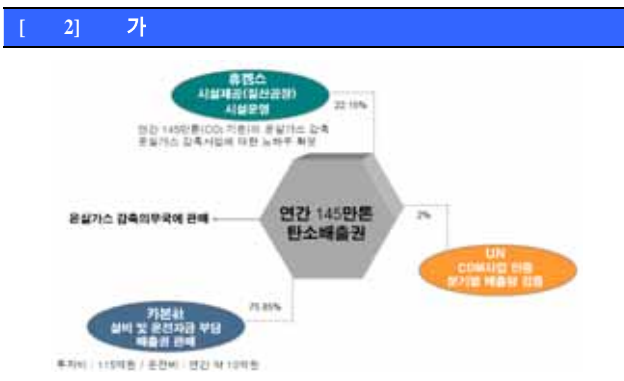 [ 2] 가
휴켐스
시설제공(질산공장)
시설운영
22.15%
연간 145만톤(CO₂ 기준)의 온실가스 감축
온실가스 감축사업에 대한 노하우 확보
온실가스 감축의무국에 판매
연간 145만톤
탄소배출권
2%
UN
CDM사업 인증
분기별 배출량 검증
75.85%
카본社
설비 및 운전자금 부담
배출권 판매
투자비 : 115억원 / 운전비 : 연간 약 10억원